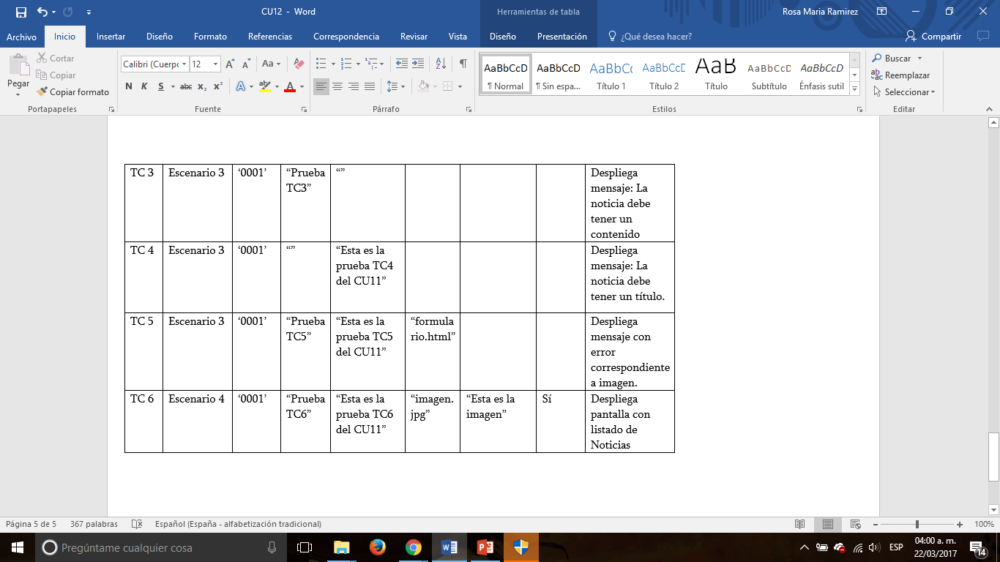 CU12 - Word
Herramientas de tabla
Rosa Maria Ramirez
Archivo
Inicio
Insertar
Diseño
Formato
Referencias
Correspondencia
Revisar
Vista
Diseño
Presentación
¿Qué desea hacer?
Compartir
Pegar
Cortar
Copiar
Copiar formato
Portapapeles
Calibri (Cuerpo
12
Aa
N K S abc x₂ x²
Fuente
Párrafo
AaBbCcD
AaBbCcD
AaBbCc
AaBbCcD
AaB
AaBbCcD
AaBbCcD
¶ Normal
¶ Sin espa...
Título 1
Título 2
Título
Subtítulo
Énfasis sutil
Estilos
Buscar
Reemplazar
Seleccionar
Editar
TC 3
Escenario 3
‘0001’
“Prueba
TC3”
“”
Despliega
mensaje: La
noticia debe
tener un
contenido
TC 4
Escenario 3
‘0001’
“”
“Esta es la
prueba TC4
del CU11”
Despliega
mensaje: La
noticia debe
tener un título.
TC 5
Escenario 3
‘0001’
“Prueba
TC5”
“Esta es la
prueba TC5
del CU11”
“formula
rio.html”
Despliega
mensaje con
error
correspondiente
a imagen.
TC 6
Escenario 4
‘0001’
“Prueba
TC6”
“Esta es la
prueba TC6
del CU11”
“imagen.
jpg”
“Esta es la
imagen”
Sí
Despliega
pantalla con
listado de
Noticias
Página 5 de 5
367 palabras
Español (España - alfabetización tradicional)
100%
Pregúntame cualquier cosa
ESP
04:00 a. m.
22/03/2017
14